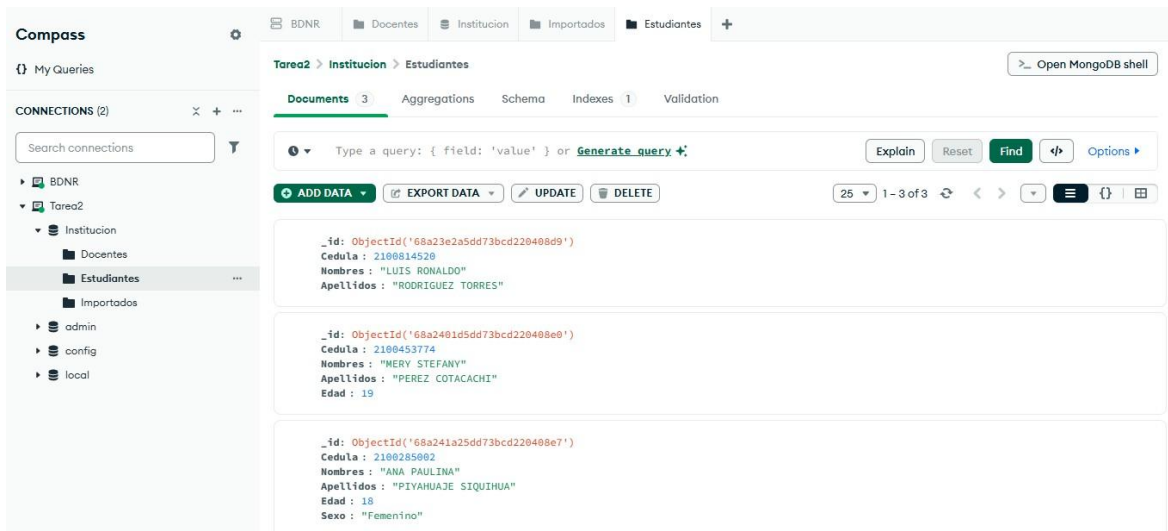 Compass
{} My Queries
CONNECTIONS (2)
Search connections
BDNR
Tarea2
Institucion
Docentes
Estudiantes
Importados
admin
config
local
BDNR
Docentes
Institucion
Importados
Estudiantes
Tarea2 > Institucion > Estudiantes
>_ Open MongoDB shell
Documents 3 Aggregations Schema Indexes 1 Validation
Type a query: { field: 'value' } or Generate query
Explain Reset Find </> Options
ADD DATA EXPORT DATA UPDATE DELETE
25 1 – 3 of 3 < > {}
_id: ObjectId('68a23e2a5dd73bcd220408d9')
Cedula : 2100814520
Nombres : "LUIS RONALDO"
Apellidos : "RODRIGUEZ TORRES"
_id: ObjectId('68a2401d5dd73bcd220408e0')
Cedula : 2100453774
Nombres : "MERY STEFANY"
Apellidos : "PEREZ COTACACHI"
Edad : 19
_id: ObjectId('68a241a25dd73bcd220408e7')
Cedula : 2100285002
Nombres : "ANA PAULINA"
Apellidos : "PIYAHUAJE SIQUIHUA"
Edad : 18
Sexo : "Femenino"